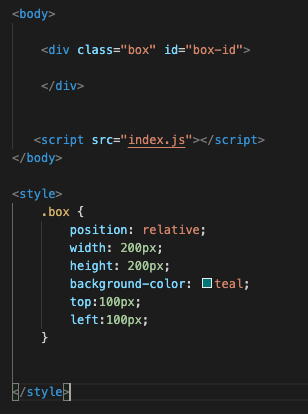 <body>
<div class="box" id="box-id">
</div>
<script src="index.js"></script>
</body>
<style>
.box {
position: relative;
width: 200px;
height: 200px;
background-color: teal;
top:100px;
left:100px;
}
</style>